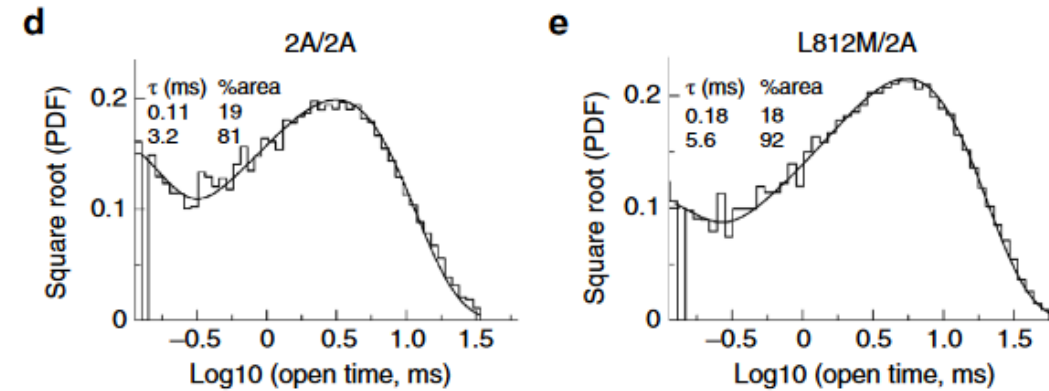 d
2A/2A
τ (ms) %area
0.11 19
3.2 81
0.2
0.1
0
Square root (PDF)
−0.5 0 0.5 1.0 1.5
Log10 (open time, ms)
e
L812M/2A
τ (ms) %area
0.18 18
5.6 92
0.2
0.1
0
Square root (PDF)
−0.5 0 0.5 1.0 1.5
Log10 (open time, ms)